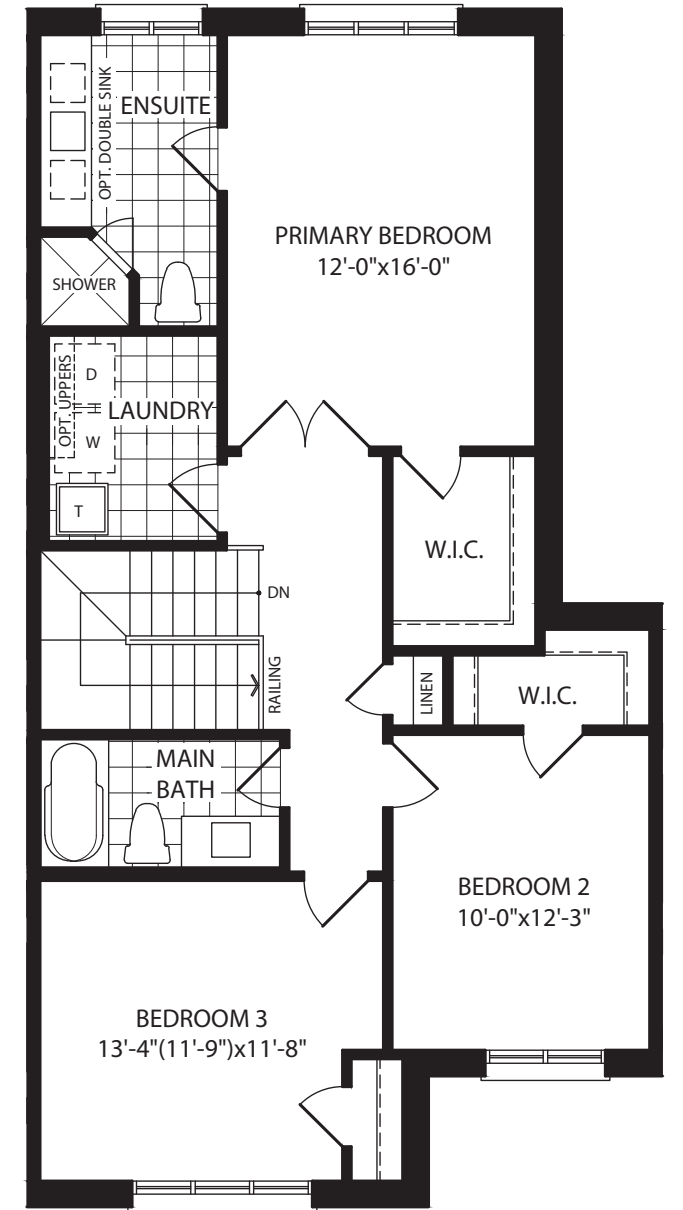 OPT. DOUBLE SINK
ENSUITE
PRIMARY BEDROOM
12'-0"x16'-0"
SHOWER
OPT. UPPERS
D
LAUNDRY
W
T
W.I.C.
DN
RAILING
LINEN
W.I.C.
MAIN
BATH
BEDROOM 2
10'-0"x12'-3"
BEDROOM 3
13'-4"(11'-9")x11'-8"